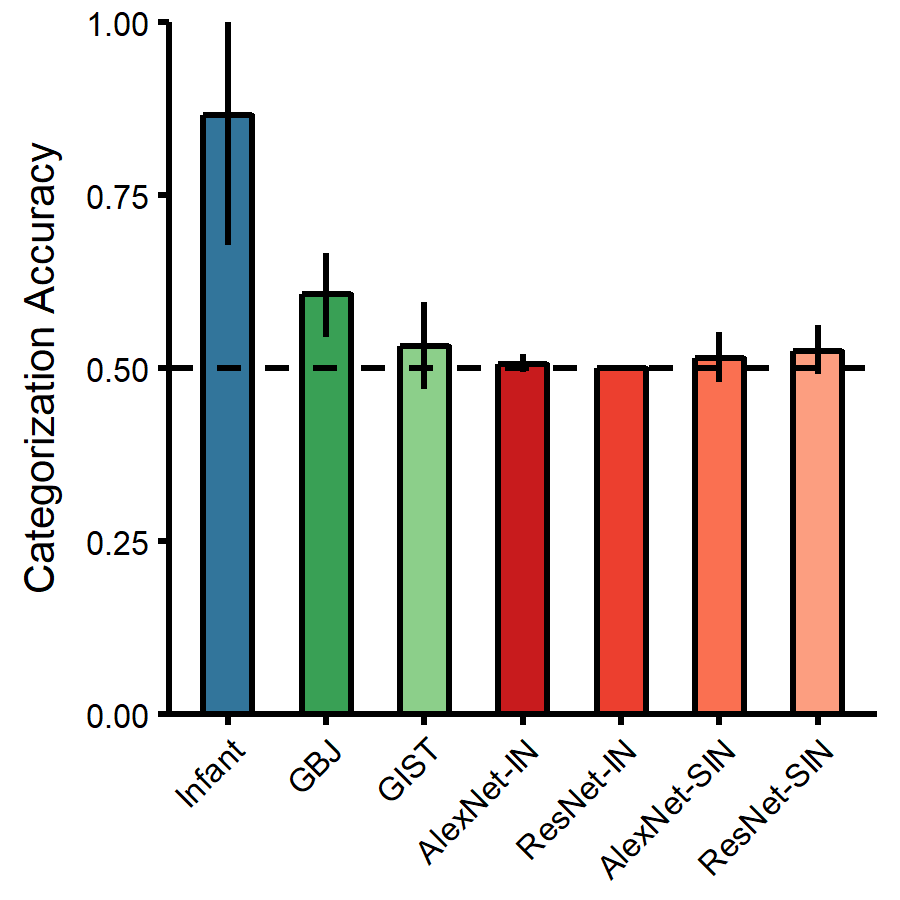 Categorization Accuracy
1.00
0.75
0.50
0.25
0.00
Infant
GBJ
GIST
AlexNet-IN
ResNet-IN
AlexNet-SIN
ResNet-SIN